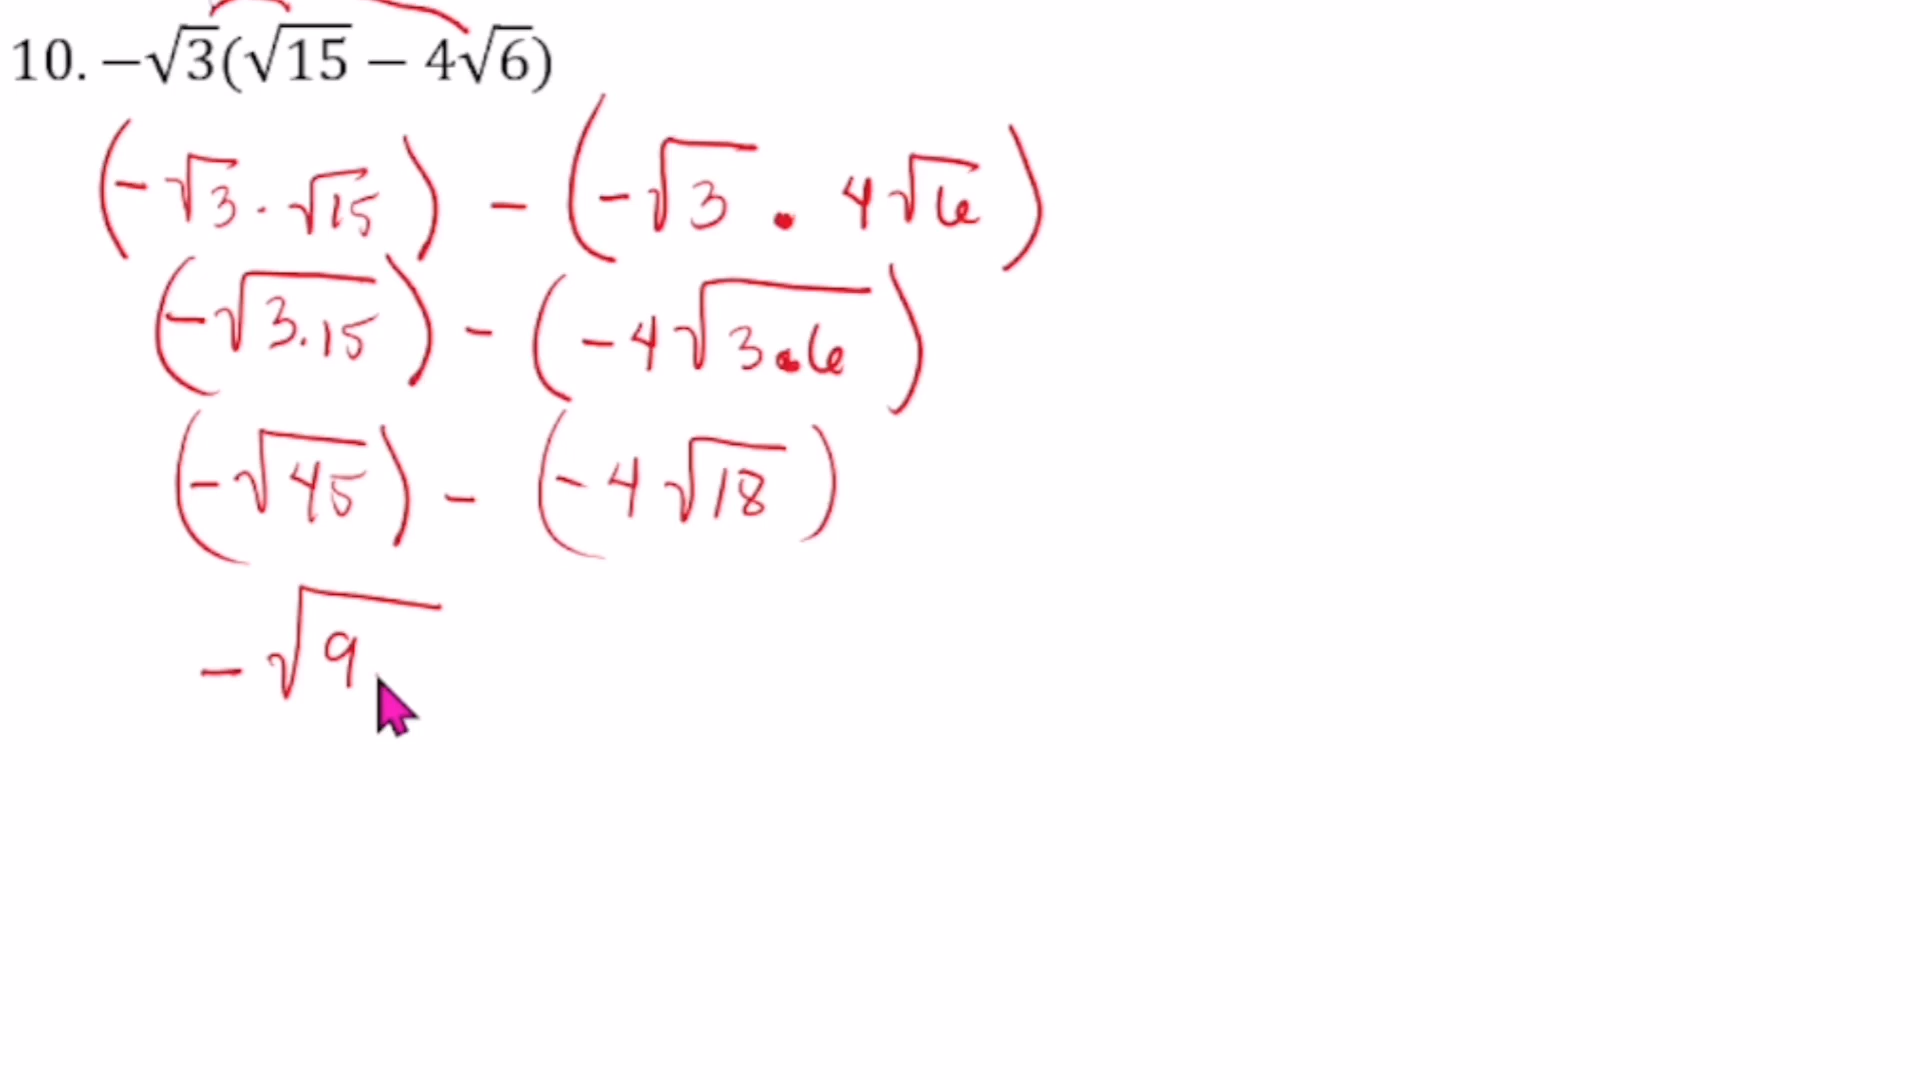 10. −√3(√15 − 4√6)
(-√3 · √15) - (-√3 · 4√6)
(-√3·15) - (-4√3·6)
(-√45) - (-4√18)
-√9